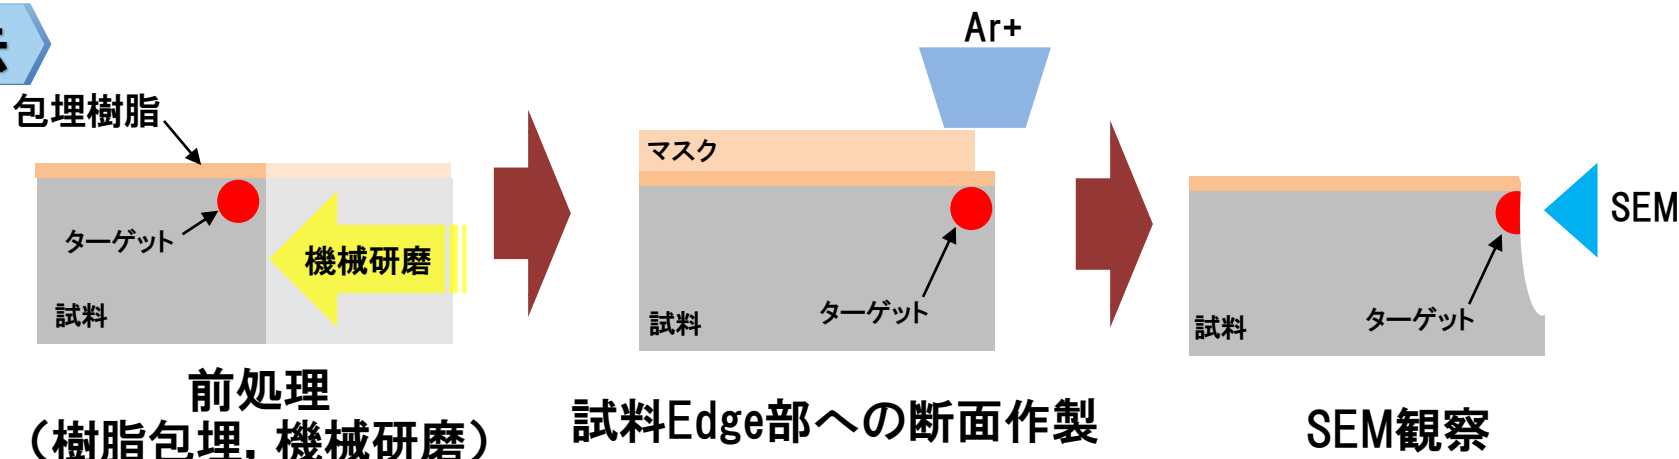 法
Ar+
包埋樹脂
マスク
ターゲット
機械研磨
試料
ターゲット
試料
SEM
ターゲット
試料
前処理
（樹脂包埋，機械研磨）
試料Edge部への断面作製
SEM観察